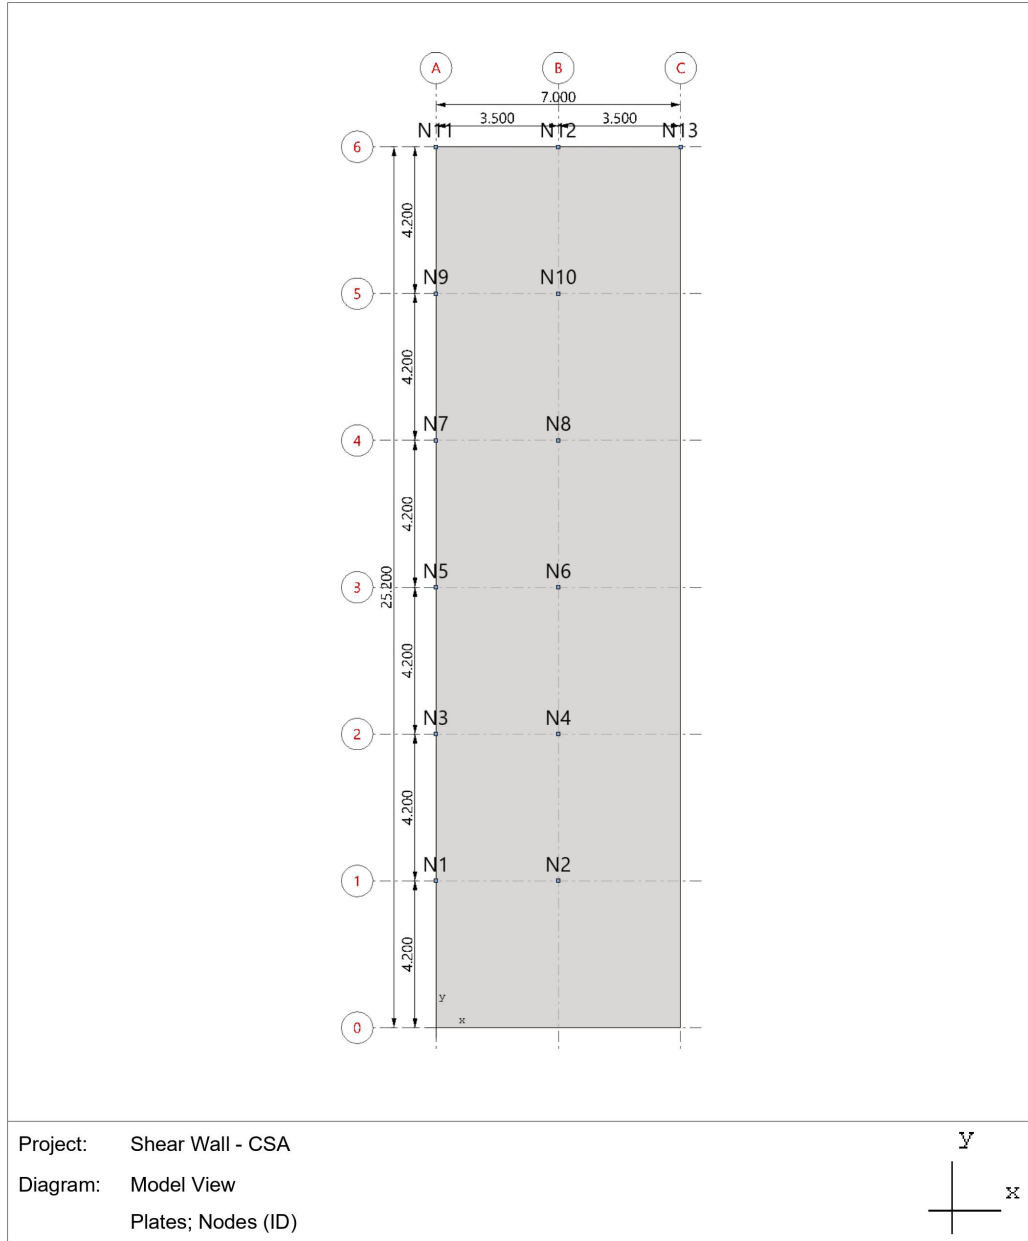 A B C
7.000
3.500 3.500
6 N11 N12 N13
4.200
5 N9 N10
4.200
4 N7 N8
4.200
3 N5 N6
25.200
4.200
2 N3 N4
4.200
1 N1 N2
4.200
y
x
0
Project: Shear Wall - CSA
Diagram: Model View
Plates; Nodes (ID)
y
x